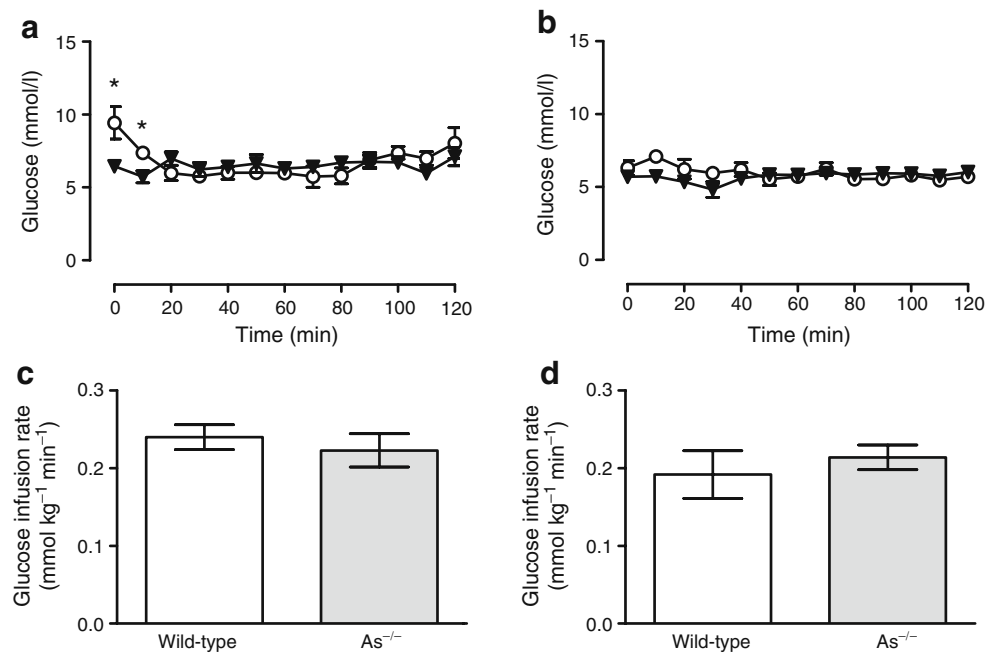 a
15
10
5
0
Glucose (mmol/l)
*
*
0 20 40 60 80 100 120
Time (min)
b
15
10
5
0
Glucose (mmol/l)
0 20 40 60 80 100 120
Time (min)
c
0.3
0.2
0.1
0.0
Glucose infusion rate
(mmol kg⁻¹ min⁻¹)
Wild-type As⁻/⁻
d
0.3
0.2
0.1
0.0
Glucose infusion rate
(mmol kg⁻¹ min⁻¹)
Wild-type As⁻/⁻